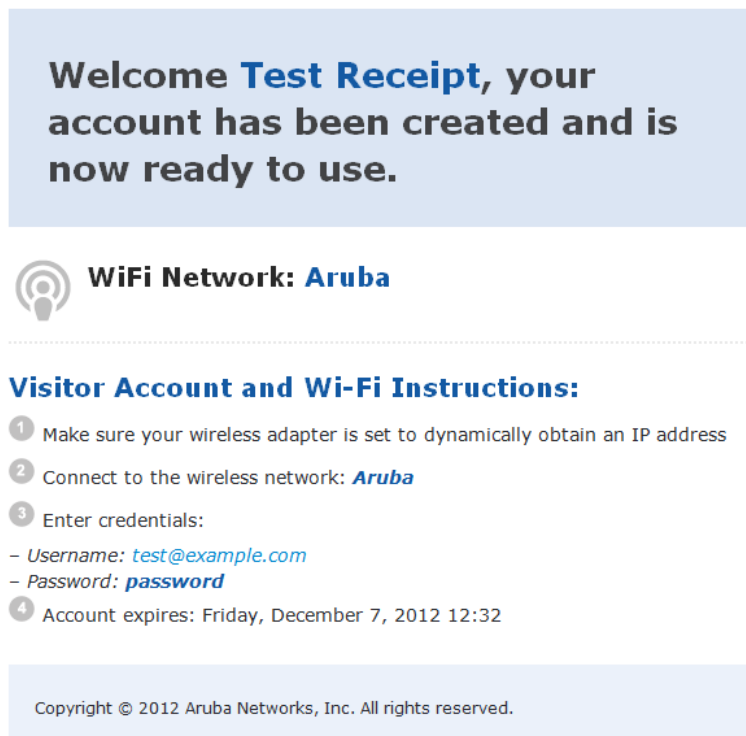 Welcome Test Receipt, your
account has been created and is
now ready to use.
WiFi Network: Aruba
Visitor Account and Wi-Fi Instructions:
1 Make sure your wireless adapter is set to dynamically obtain an IP address
2 Connect to the wireless network: Aruba
3 Enter credentials:
– Username: test@example.com
– Password: password
4 Account expires: Friday, December 7, 2012 12:32
Copyright © 2012 Aruba Networks, Inc. All rights reserved.